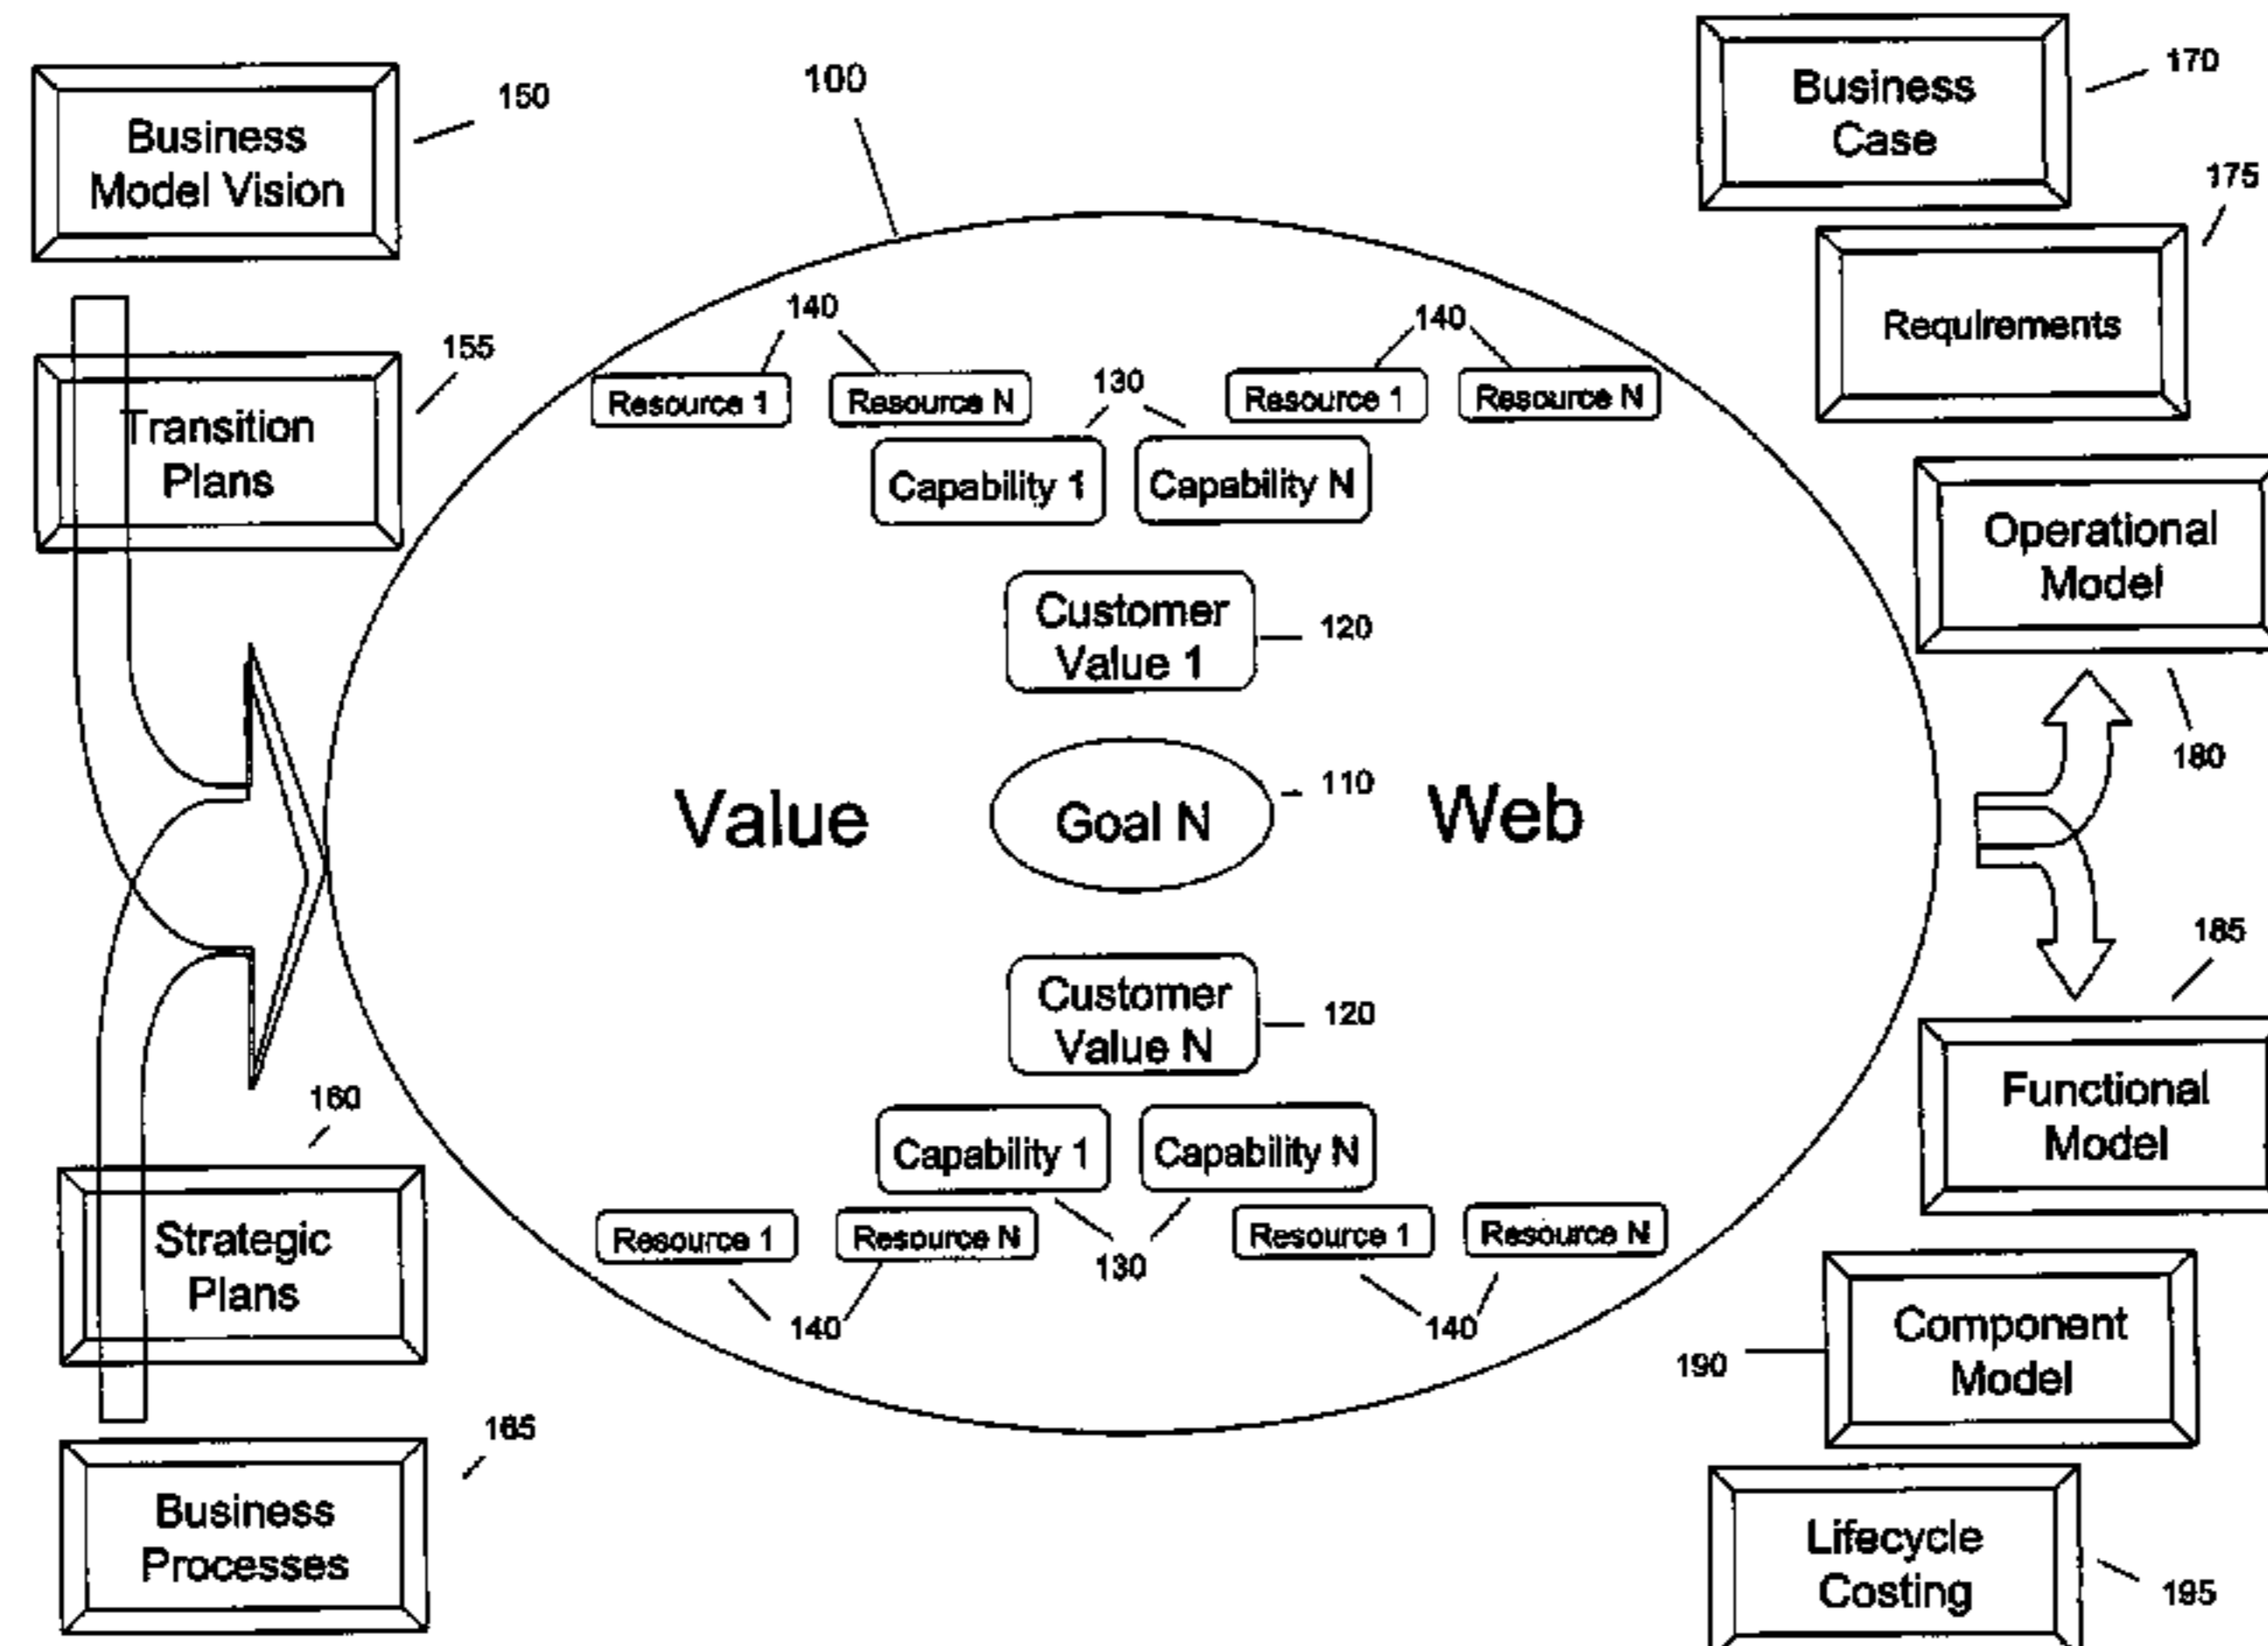 Business
Model Vision
150
100
Business
Case
170
175
Requirements
Transition
Plans
155
140
140
Resource 1
Resource N
130
Resource 1
Resource N
Capability 1
Capability N
Operational
Model
180
Customer
Value 1
120
Value
Goal N
110
Web
Customer
Value N
120
185
Functional
Model
160
Strategic
Plans
Capability 1
Capability N
Resource 1
Resource N
130
Resource 1
Resource N
140
140
Component
Model
190
165
Business
Processes
Lifecycle
Costing
195